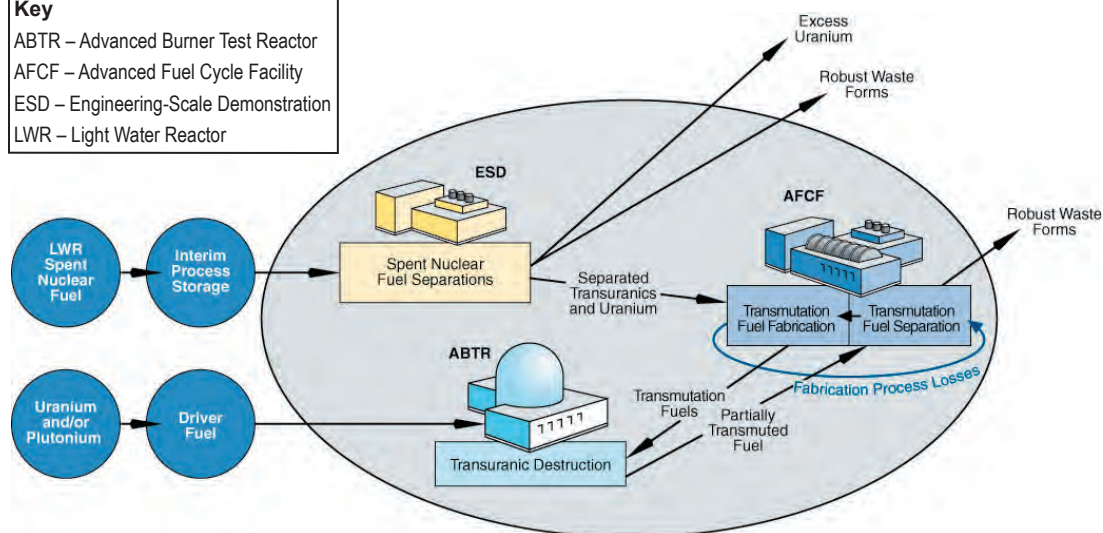 Key
ABTR – Advanced Burner Test Reactor
AFCF – Advanced Fuel Cycle Facility
ESD – Engineering-Scale Demonstration
LWR – Light Water Reactor
Excess
Uranium
Robust Waste
Forms
ESD
AFCF
Robust Waste
Forms
LWR
Spent
Nuclear
Fuel
Interim
Process
Storage
Spent Nuclear
Fuel Separations
Separated
Transuranics
and Uranium
Transmutation
Fuel Fabrication
Transmutation
Fuel Separation
Fabrication Process Losses
ABTR
Uranium
and/or
Plutonium
Driver
Fuel
Transmutation
Fuels
Partially
Transmuted
Fuel
Transuranic Destruction